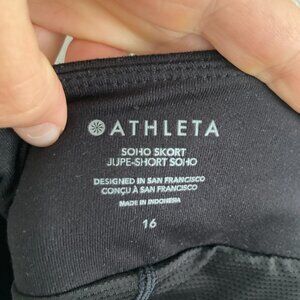 ATHLETA
SOHO SKORT
JUPE-SHORT SOHO
DESIGNED IN SAN FRANCISCO
CONÇU À SAN FRANCISCO
MADE IN INDONESIA
16